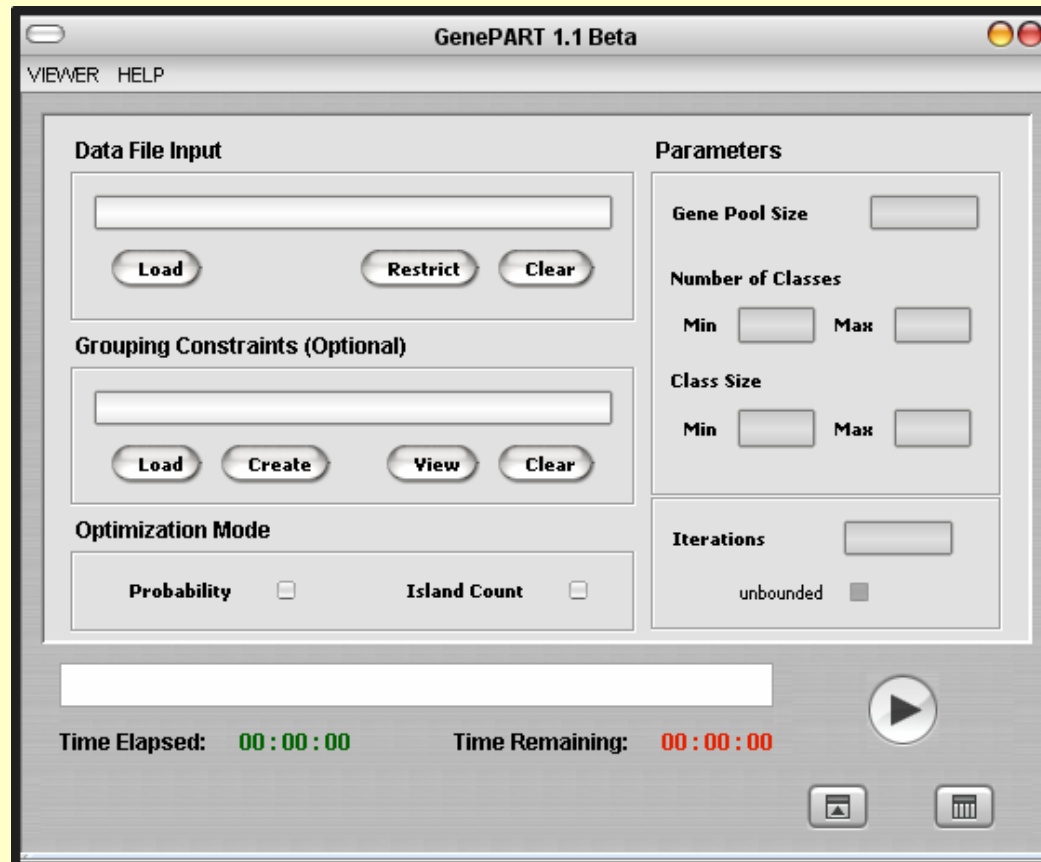 GenePART 1.1 Beta
VIEWER HELP
Data File Input
Load Restrict Clear
Grouping Constraints (Optional)
Load Create View Clear
Optimization Mode
Probability Island Count
Parameters
Gene Pool Size
Number of Classes
Min Max
Class Size
Min Max
Iterations
unbounded
Time Elapsed: 00 : 00 : 00 Time Remaining: 00 : 00 : 00